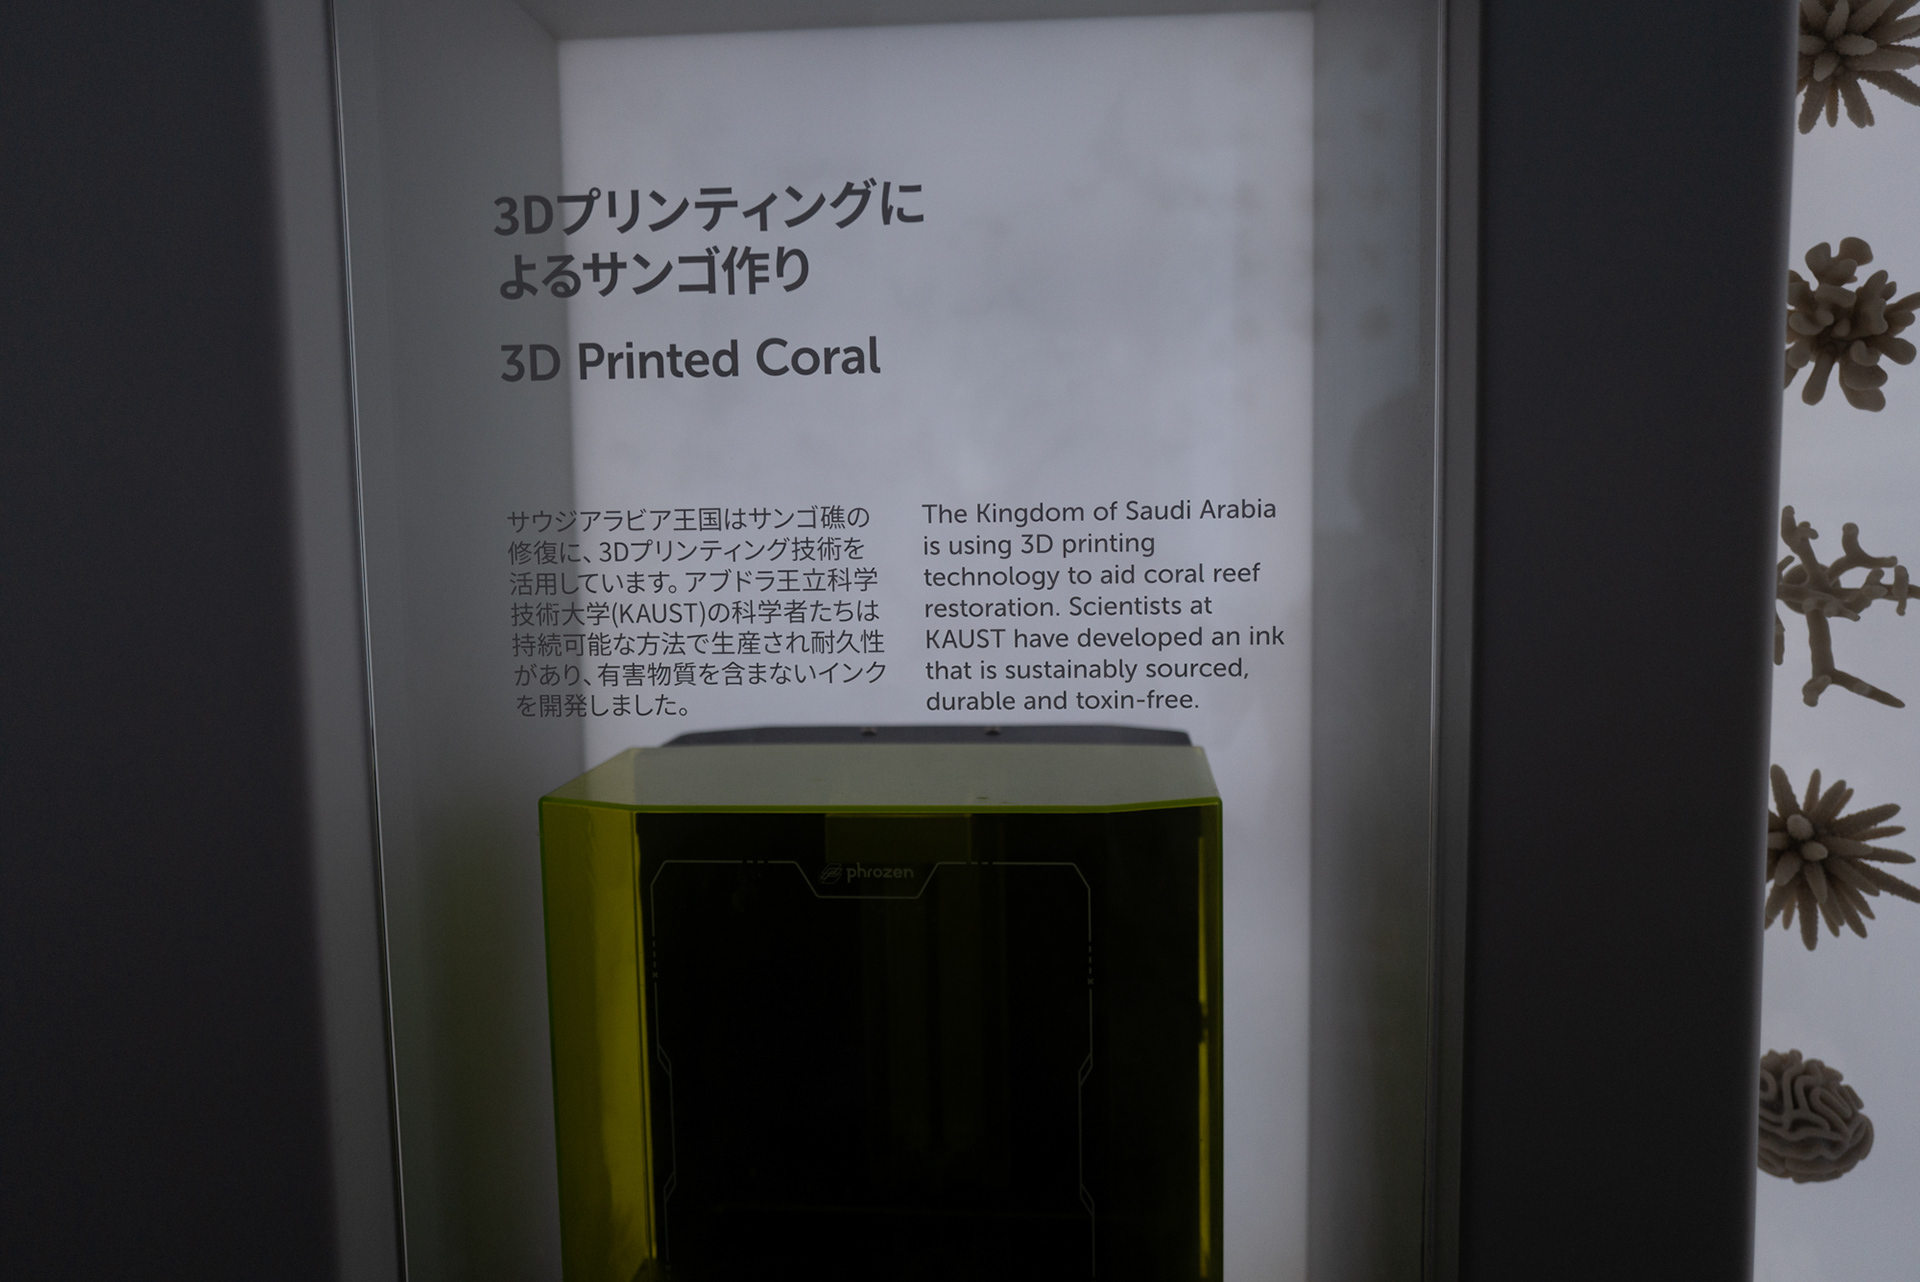 3Dプリンティングに
よるサンゴ作り
3D Printed Coral
サウジアラビア王国はサンゴ礁の
修復に、3Dプリンティング技術を
活用しています。アブドラ王立科学
技術大学(KAUST)の科学者たちは
持続可能な方法で生産され耐久性
があり、有害物質を含まないインク
を開発しました。
The Kingdom of Saudi Arabia
is using 3D printing
technology to aid coral reef
restoration. Scientists at
KAUST have developed an ink
that is sustainably sourced,
durable and toxin-free.
phrozen